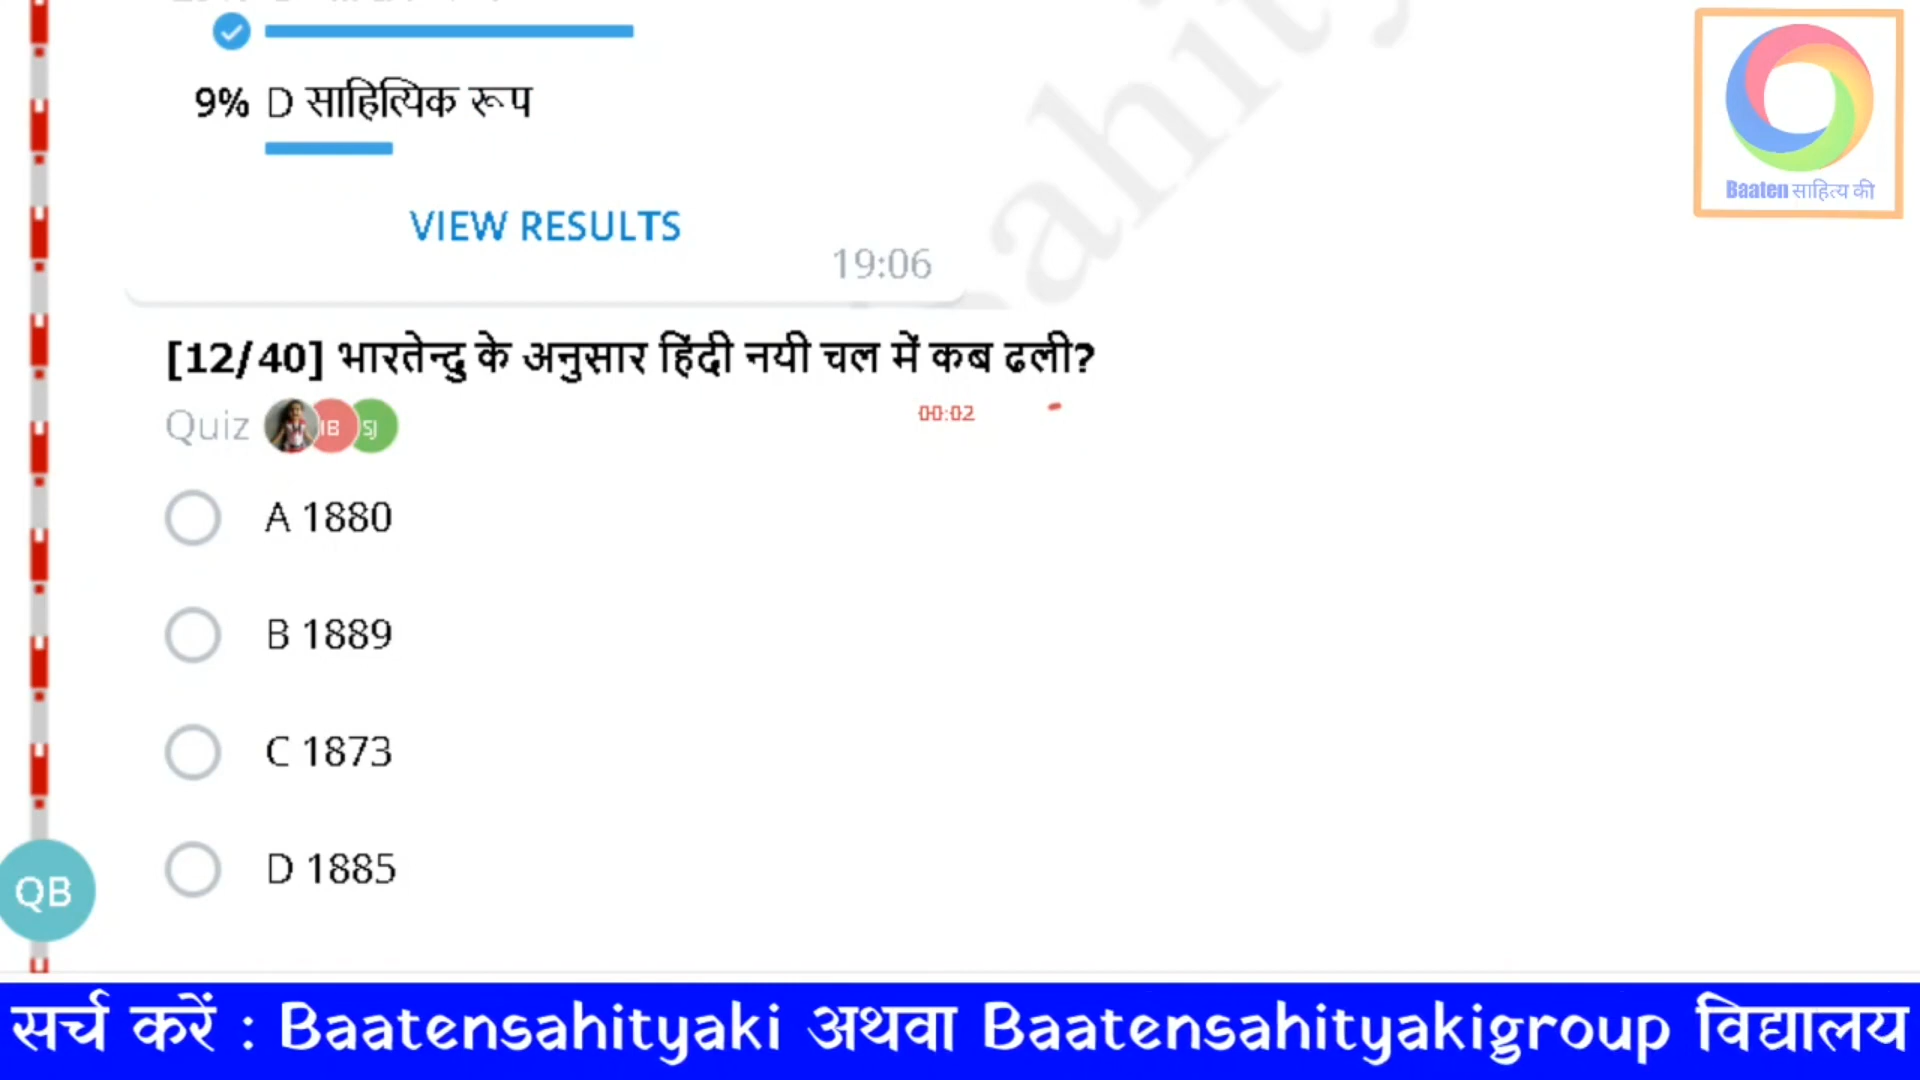 9% D साहित्यिक रूप
VIEW RESULTS
19:06
Baaten साहित्य की
[12/40] भारतेन्दु के अनुसार हिंदी नयी चल में कब ढली?
00:02
Quiz IB SJ
A 1880
B 1889
C 1873
D 1885
QB
सर्च करें : Baatensahityaki अथवा Baatensahityakigroup विद्यालय